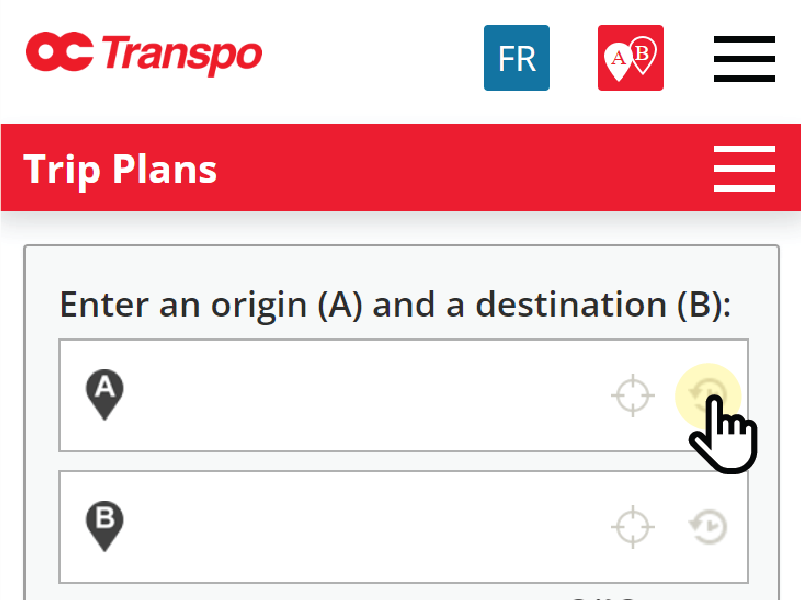 OC Transpo
FR
A B
Trip Plans
Enter an origin (A) and a destination (B):
A
B